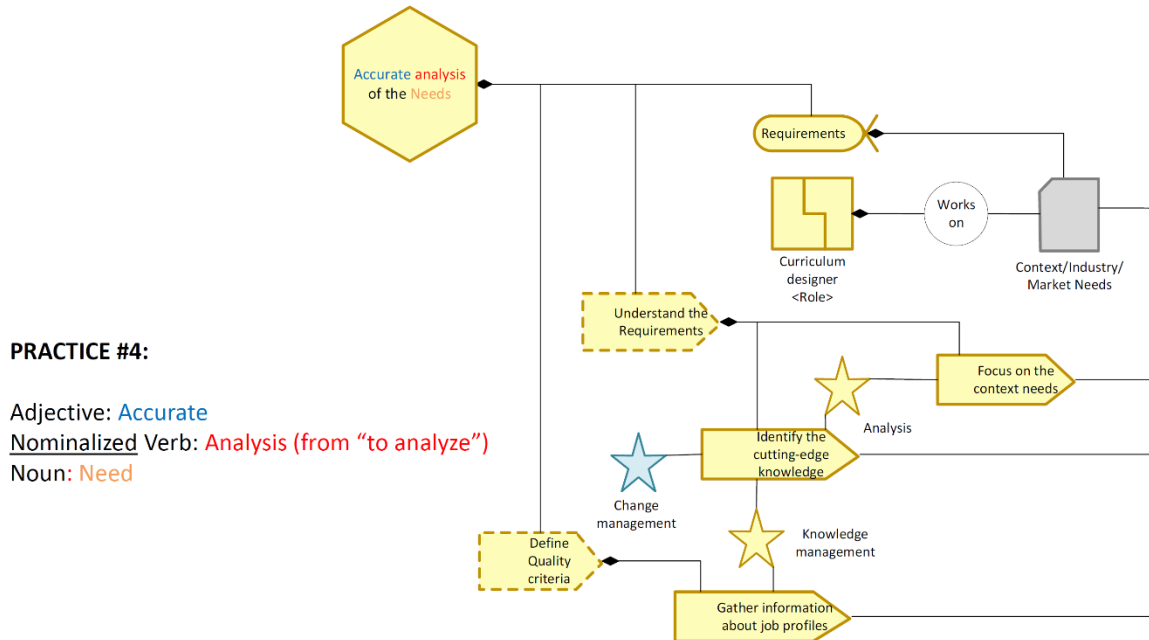 Accurate analysis
of the Needs
Requirements
Works
on
Curriculum
designer
<Role>
Context/Industry/
Market Needs
Understand the
Requirements
PRACTICE #4:
Adjective: Accurate
Nominalized Verb: Analysis (from “to analyze”)
Noun: Need
Focus on the
context needs
Analysis
Identify the
cutting-edge
knowledge
Change
management
Knowledge
management
Define
Quality
criteria
Gather information
about job profiles